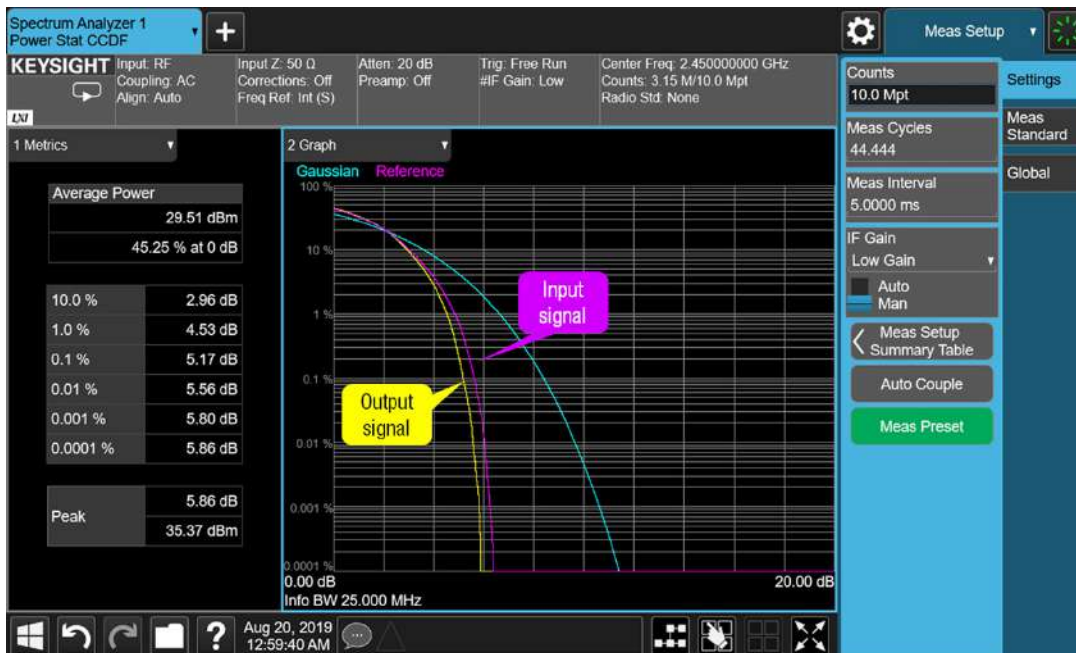 Spectrum Analyzer 1
Power Stat CCDF
+
Meas Setup
KEYSIGHT
LXI
Input: RF
Coupling: AC
Align: Auto
Input Z: 50 Ω
Corrections: Off
Freq Ref: Int (S)
Atten: 20 dB
Preamp: Off
Trig: Free Run
#IF Gain: Low
Center Freq: 2.450000000 GHz
Counts: 3.15 M/10.0 Mpt
Radio Std: None
1 Metrics
Average Power
29.51 dBm
45.25 % at 0 dB
10.0 % 2.96 dB
1.0 % 4.53 dB
0.1 % 5.17 dB
0.01 % 5.56 dB
0.001 % 5.80 dB
0.0001 % 5.86 dB
Peak
5.86 dB
35.37 dBm
2 Graph
Gaussian Reference
100 %
10 %
1 %
0.1 %
0.01 %
0.001 %
0.0001 %
Input
signal
Output
signal
0.00 dB
20.00 dB
Info BW 25.000 MHz
Counts
10.0 Mpt
Meas Cycles
44.444
Meas Interval
5.0000 ms
IF Gain
Low Gain
Auto
Man
Meas Setup
Summary Table
Auto Couple
Meas Preset
Settings
Meas
Standard
Global
?
Aug 20, 2019
12:59:40 AM